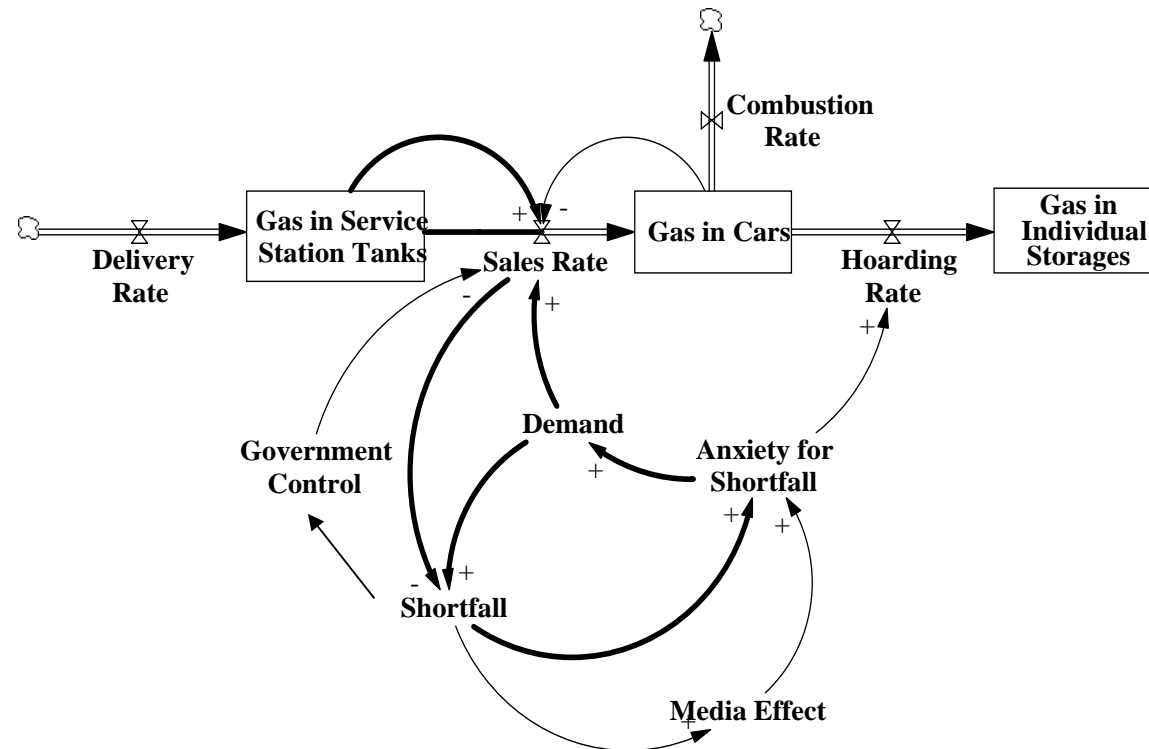 Combustion
Rate
Gas in Service
Station Tanks
+
-
Gas in Cars
Gas in
Individual
Storages
Delivery
Rate
Sales Rate
Hoarding
Rate
-
+
+
Demand
Government
Control
Anxiety for
Shortfall
+
+
+
-
+
Shortfall
Media Effect
+